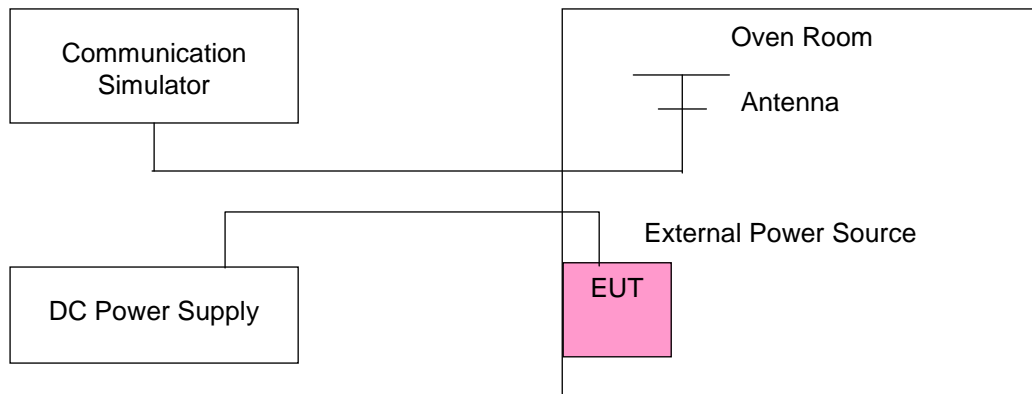 Communication
Simulator
Oven Room
Antenna
External Power Source
DC Power Supply
EUT